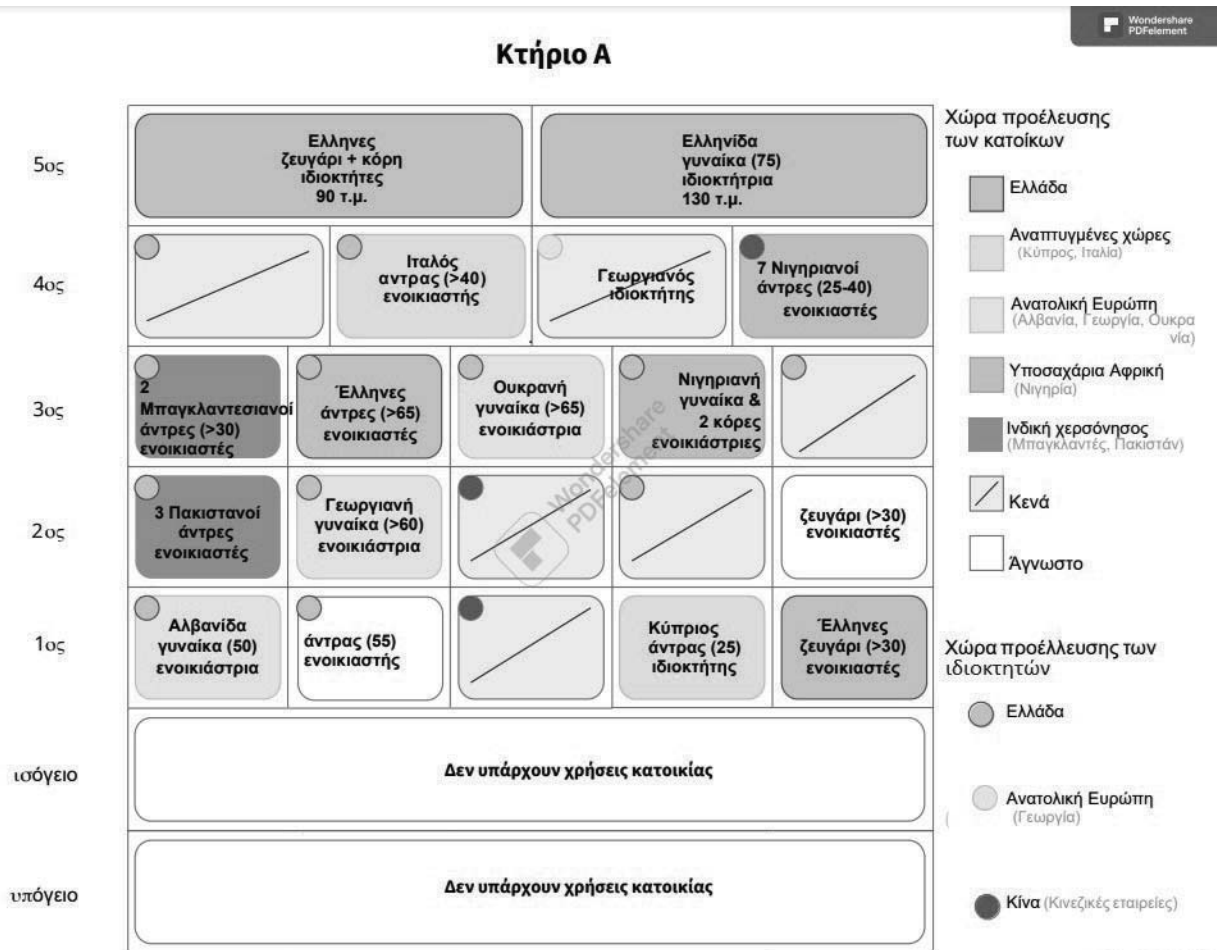 Wondershare
PDFelement
Κτήριο Α
5ος
Ελληνες
ζευγάρι + κόρη
ιδιοκτήτες
90 τ.μ.
Ελληνίδα
γυναίκα (75)
ιδιοκτήτρια
130 τ.μ.
4ος
Ιταλός
αντρας (>40)
ενοικιαστής
Γεωργιανός
ιδιοκτήτης
7 Νιγηριανοί
άντρες (25-40)
ενοικιαστές
3ος
2
Μπαγκλαντεσιανοί
άντρες (>30)
ενοικιαστές
Έλληνες
άντρες (>65)
ενοικιαστές
Ουκρανή
γυναίκα (>65)
ενοικιάστρια
Νιγηριανή
γυναίκα &
2 κόρες
ενοικιάστριες
2ος
3 Πακιστανοί
άντρες
ενοικιαστές
Γεωργιανή
γυναίκα (>60)
ενοικιάστρια
Wondershare
PDFelement
ζευγάρι (>30)
ενοικιαστές
1ος
Αλβανίδα
γυναίκα (50)
ενοικιάστρια
άντρας (55)
ενοικιαστής
Κύπριος
άντρας (25)
ιδιοκτήτης
Έλληνες
ζευγάρι (>30)
ενοικιαστές
ισόγειο
Δεν υπάρχουν χρήσεις κατοικίας
υπόγειο
Δεν υπάρχουν χρήσεις κατοικίας
Χώρα προέλευσης
των κατοίκων
Ελλάδα
Αναπτυγμένες χώρες
(Κύπρος, Ιταλία)
Ανατολική Ευρώπη
(Αλβανία, Γεωργία, Ουκρα
νία)
Υποσαχάρια Αφρική
(Νιγηρία)
Ινδική χερσόνησος
(Μπαγκλαντές, Πακιστάν)
Κενά
Άγνωστο
Χώρα προέλλευσης των
ιδιοκτητών
Ελλάδα
Ανατολική Ευρώπη
( (Γεωργία)
Κίνα (Κινεζικές εταιρείες)